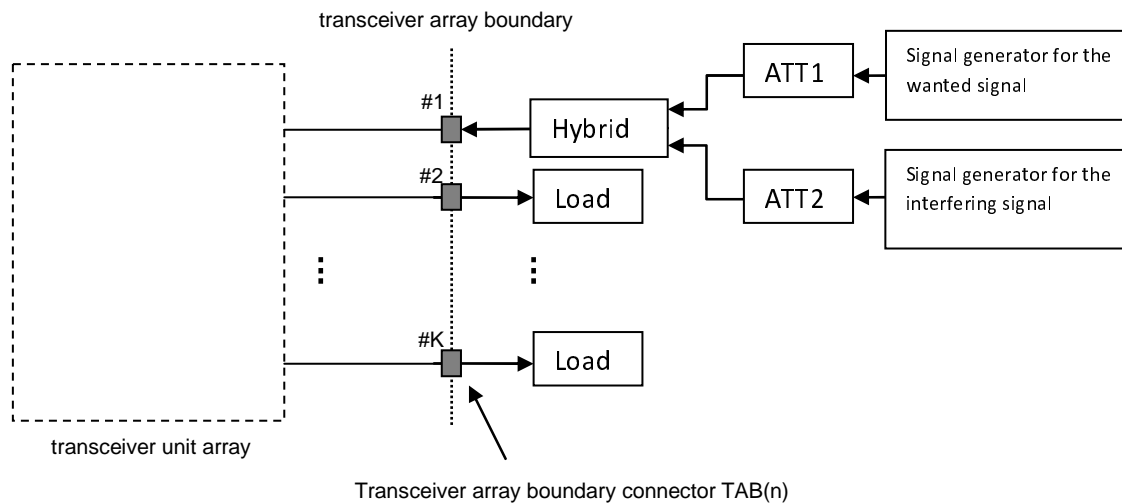 transceiver array boundary
#1
Hybrid
ATT1
Signal generator for the
wanted signal
#2
Load
ATT2
Signal generator for the
interfering signal
⋮
⋮
#K
Load
transceiver unit array
Transceiver array boundary connector TAB(n)